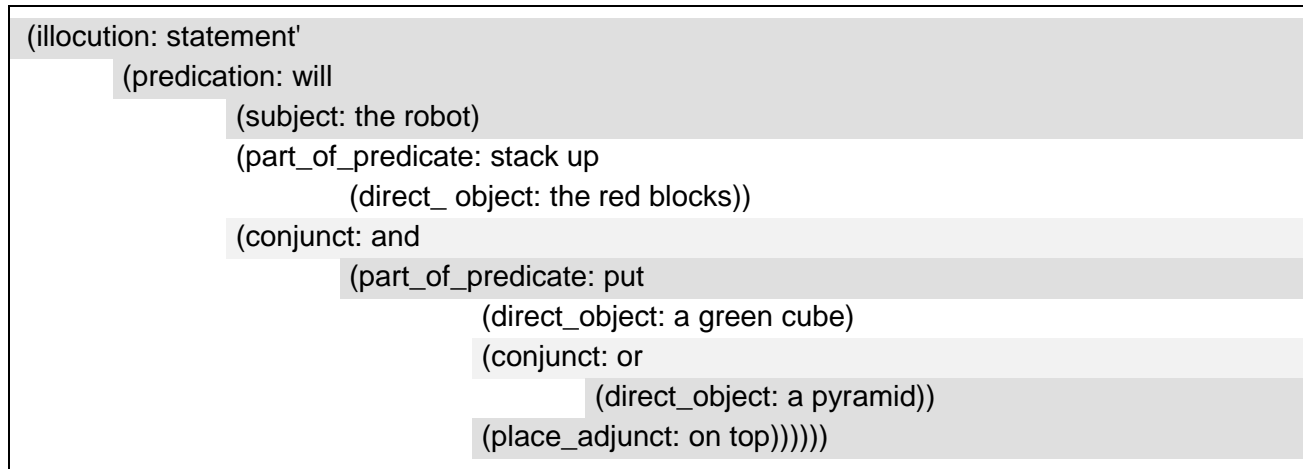 (illocution: statement'
(predication: will
(subject: the robot)
(part_of_predicate: stack up
(direct_ object: the red blocks))
(conjunct: and
(part_of_predicate: put
(direct_object: a green cube)
(conjunct: or
(direct_object: a pyramid))
(place_adjunct: on top))))))